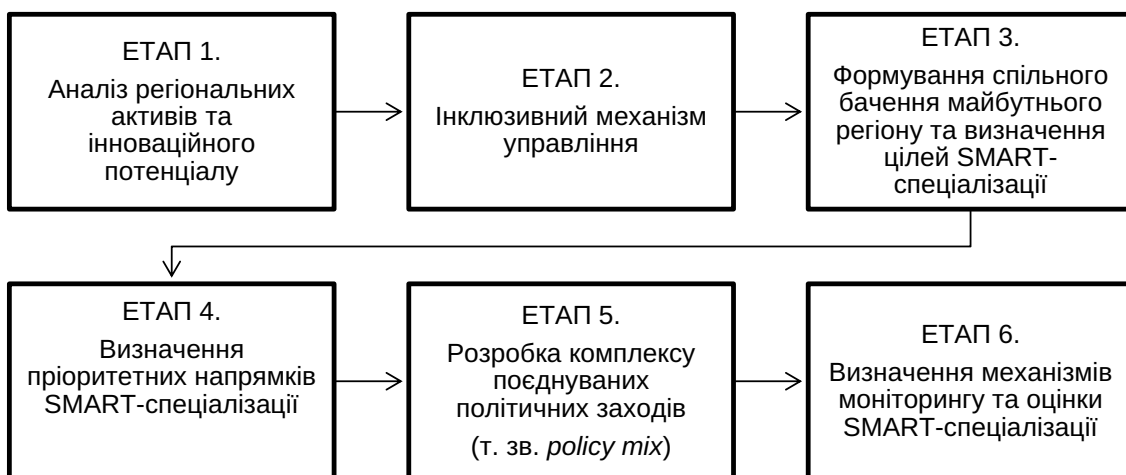 ЕТАП 1.
Аналіз регіональних
активів та
інноваційного
потенціалу
ЕТАП 2.
Інклюзивний механізм
управління
ЕТАП 3.
Формування спільного
бачення майбутнього
регіону та визначення
цілей SMART-
спеціалізації
ЕТАП 4.
Визначення
пріоритетних напрямків
SMART-спеціалізації
ЕТАП 5.
Розробка комплексу
поєднуваних
політичних заходів
(т. зв. policy mix)
ЕТАП 6.
Визначення механізмів
моніторингу та оцінки
SMART-спеціалізації